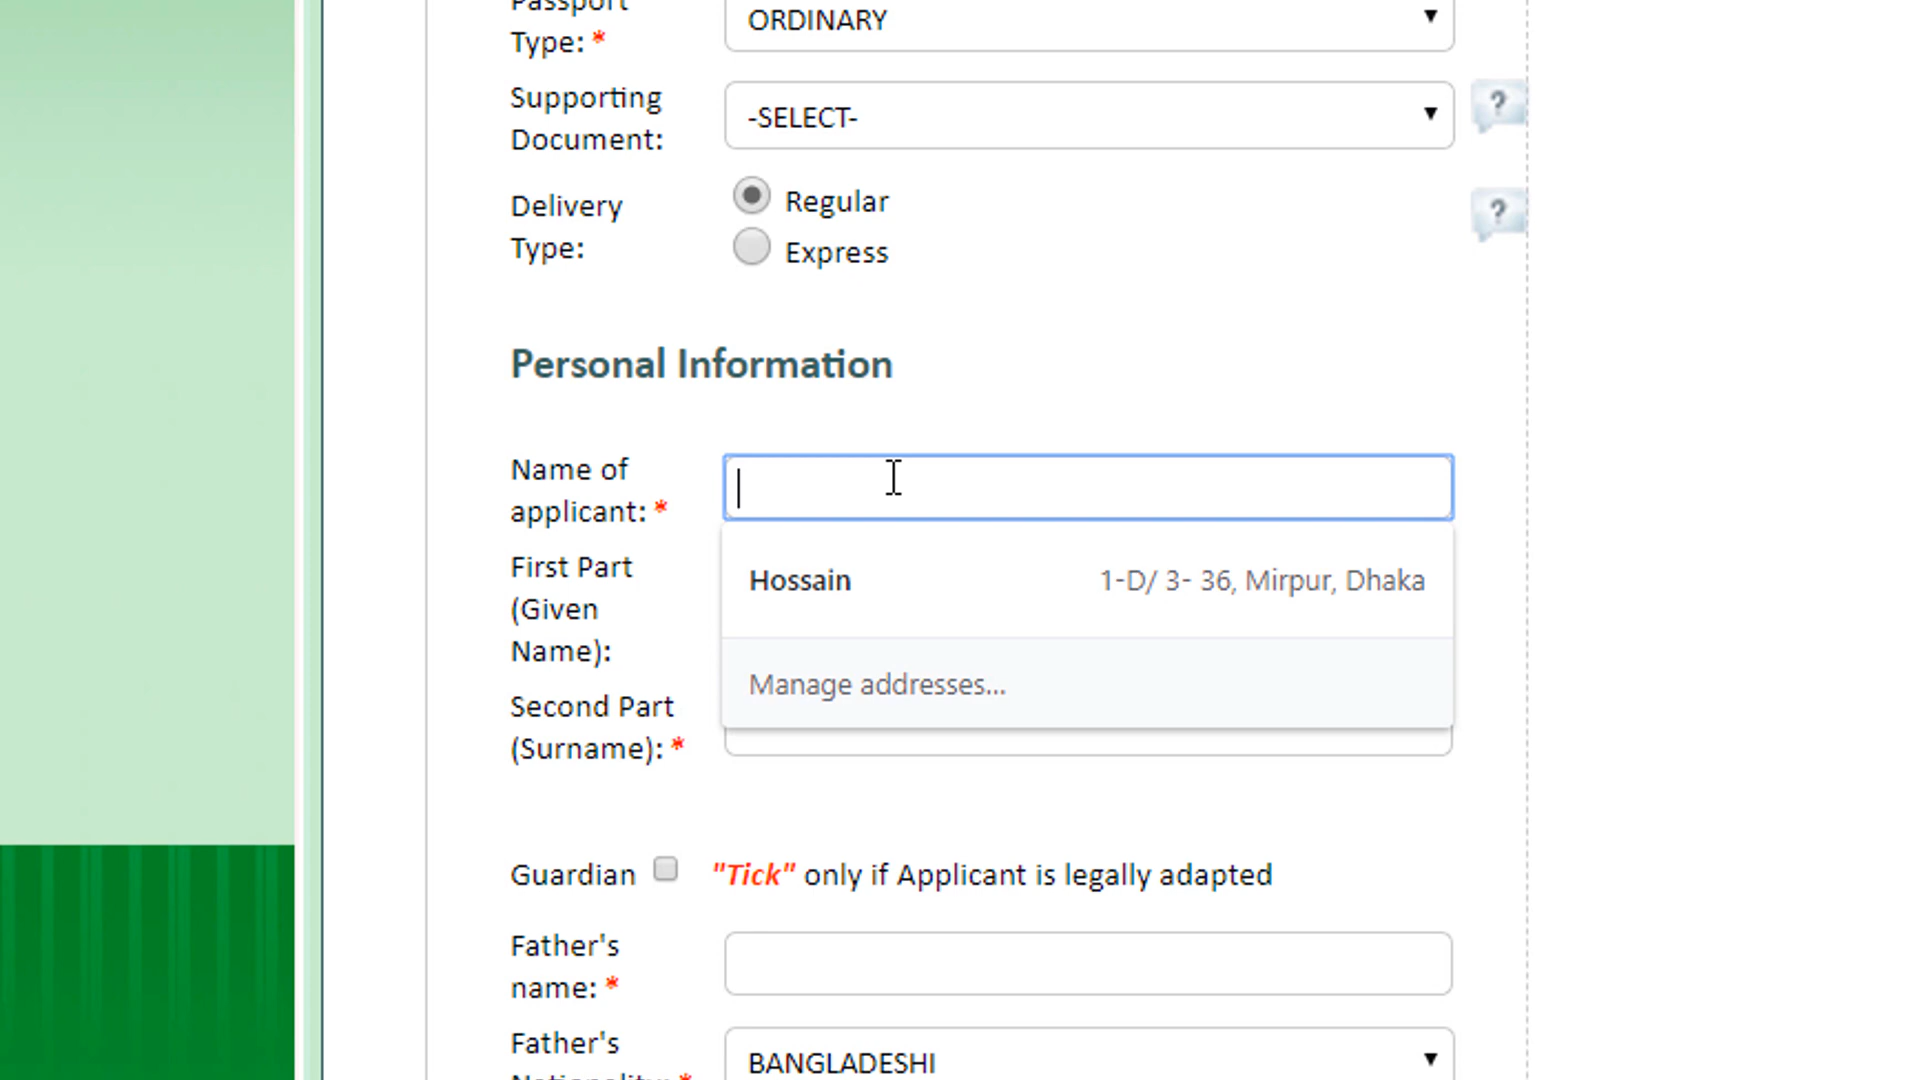 Passport
Type: *
ORDINARY
Supporting
Document:
-SELECT-
?
Delivery
Type:
Regular
Express
?
Personal Information
Name of
applicant: *
First Part
(Given
Name):
Hossain 1-D/ 3- 36, Mirpur, Dhaka
Manage addresses...
Second Part
(Surname): *
Guardian "Tick" only if Applicant is legally adapted
Father's
name: *
Father's
Nationality: *
BANGLADESHI